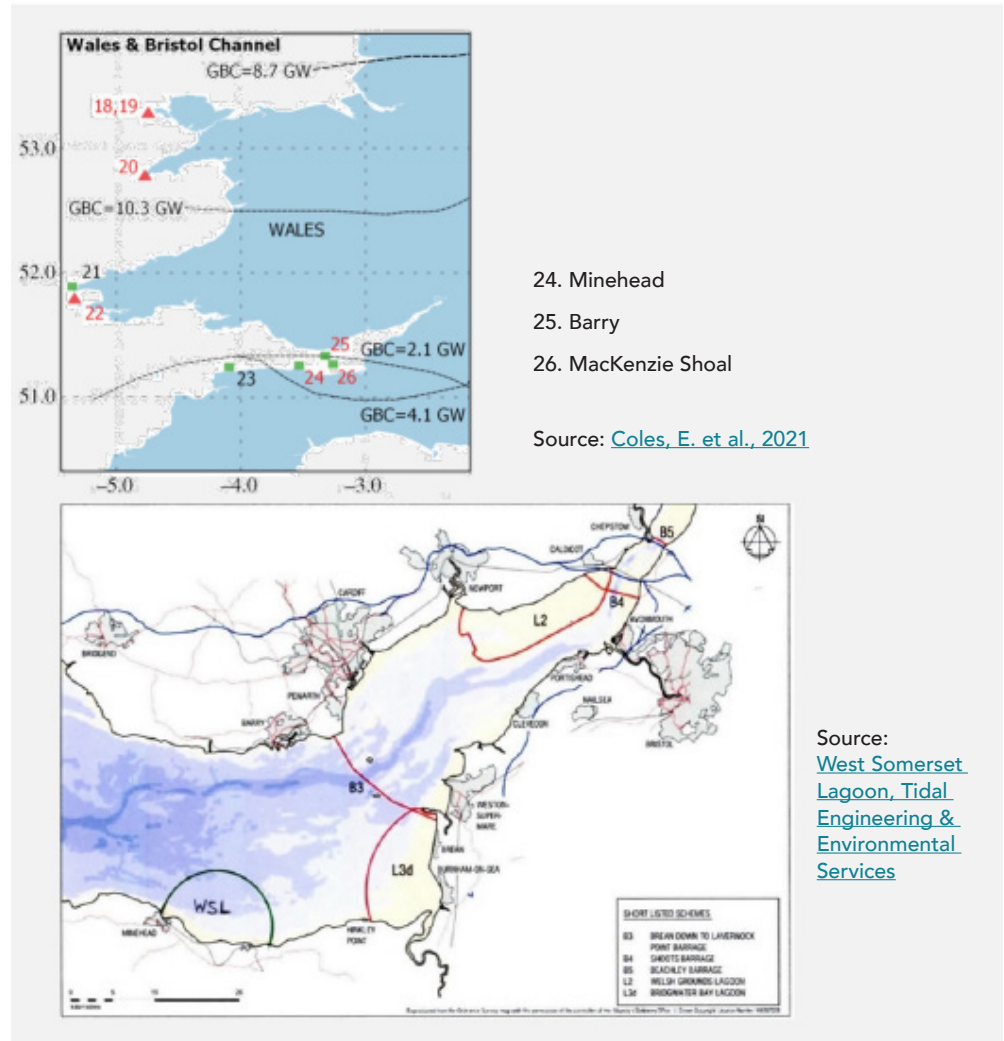 Wales & Bristol Channel
GBC=8.7 GW
18,19
53.0
20
GBC=10.3 GW
WALES
52.0
21
22
25
GBC=2.1 GW
23
24
26
51.0
GBC=4.1 GW
-5.0
-4.0
-3.0
24. Minehead
25. Barry
26. MacKenzie Shoal
Source: Coles, E. et al., 2021
CHEPSTOW
B5
N
CALDICOT
NEWPORT
B4
CARDIFF
L2
AVONMOUTH
BRIDGEND
PORTISHEAD
PENARTH
NAILSEA
CLEVEDON
BARRY
BRISTOL
B3
WESTON-
SUPER-
MARE
BREAN
L3d
BURNHAM-ON-SEA
WSL
MINEHEAD
HINKLEY
POINT
SHORT LISTED SCHEMES
B3 BREAN DOWN TO LAVERNOCK
POINT BARRAGE
B4 SHOOTS BARRAGE
B5 BEACHLEY BARRAGE
L2 WELSH GROUNDS LAGOON
L3d BRIDGWATER BAY LAGOON
Source:
West Somerset
Lagoon, Tidal
Engineering &
Environmental
Services